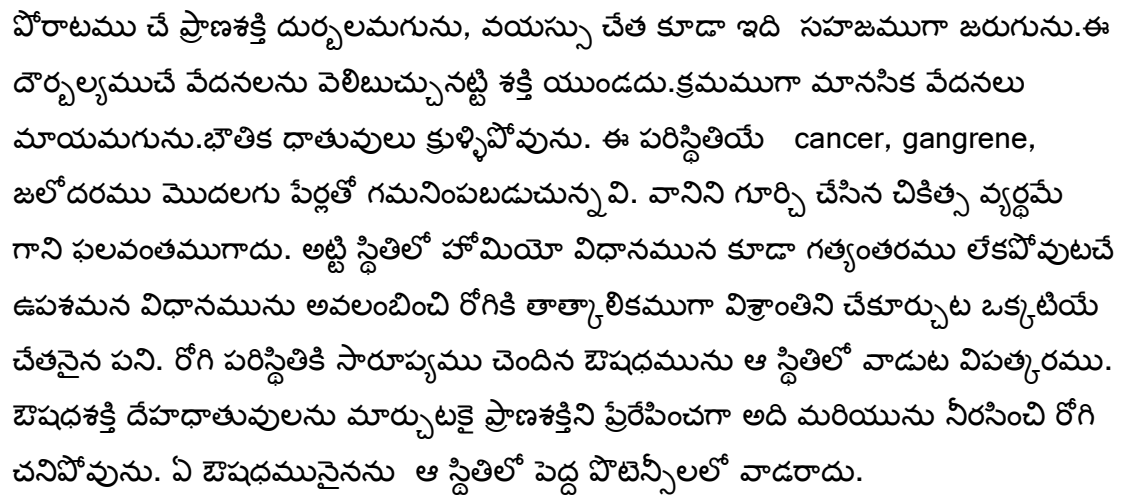 పోరాటము చే ప్రాణశక్తి దుర్బలమగును, వయస్సు చేత కూడా ఇది సహజముగా జరుగును.ఈ
దౌర్బల్యముచే వేదనలను వెలిబుచ్చునట్టి శక్తి యుండదు.క్రమముగా మానసిక వేదనలు
మాయమగును.భౌతిక ధాతువులు క్రుళ్ళిపోవును. ఈ పరిస్థితియే cancer, gangrene,
జలోదరము మొదలగు పేర్లతో గమనింపబడుచున్నవి. వానిని గూర్చి చేసిన చికిత్స వ్యర్థమే
గాని ఫలవంతముగాదు. అట్టి స్థితిలో హోమియో విధానమున కూడా గత్యంతరము లేకపోవుటచే
ఉపశమన విధానమును అవలంబించి రోగికి తాత్కాలికముగా విశ్రాంతిని చేకూర్చుట ఒక్కటియే
చేతనైన పని. రోగి పరిస్థితికి సారూప్యము చెందిన ఔషధమును ఆ స్థితిలో వాడుట విపత్కరము.
ఔషధశక్తి దేహధాతువులను మార్చుటకై ప్రాణశక్తిని ప్రేరేపించగా అది మరియును నీరసించి రోగి
చనిపోవును. ఏ ఔషధమునైనను ఆ స్థితిలో పెద్ద పొటెన్సీలలో వాడరాదు.